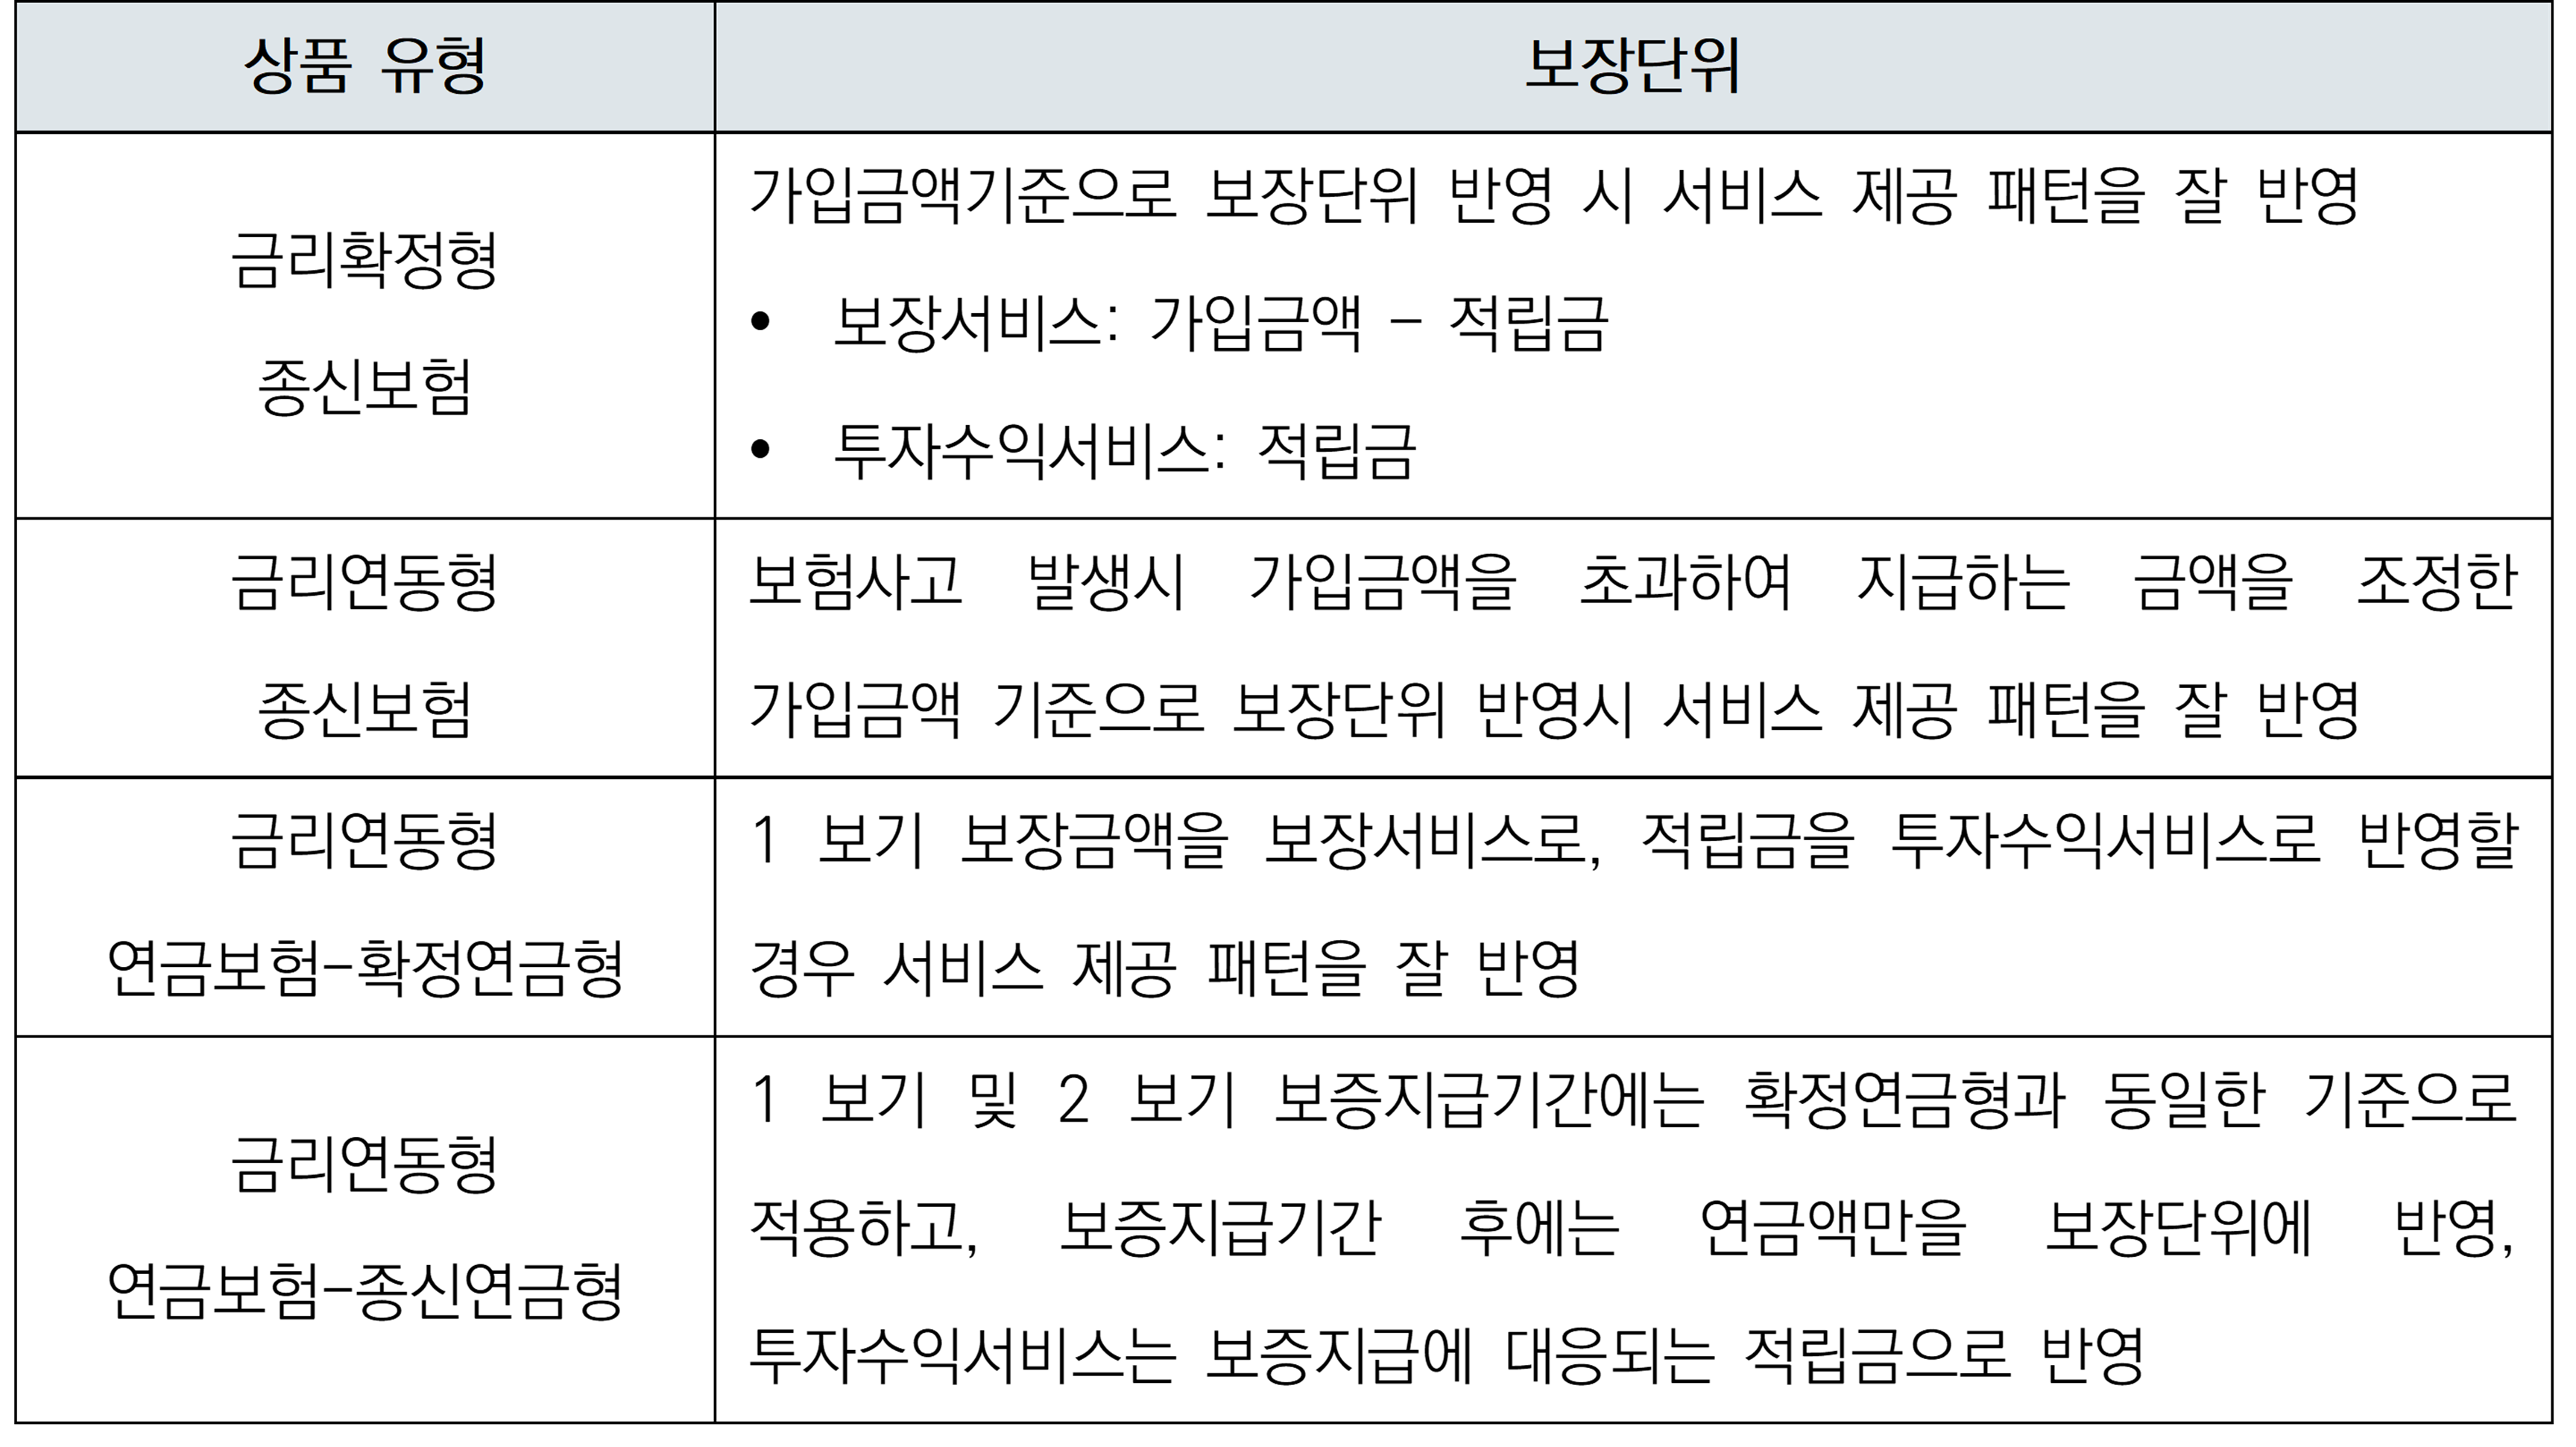 상품 유형
보장단위
금리확정형
종신보험
가입금액기준으로 보장단위 반영 시 서비스 제공 패턴을 잘 반영
• 보장서비스: 가입금액 – 적립금
• 투자수익서비스: 적립금
금리연동형
종신보험
보험사고 발생시 가입금액을 초과하여 지급하는 금액을 조정한
가입금액 기준으로 보장단위 반영시 서비스 제공 패턴을 잘 반영
금리연동형
연금보험-확정연금형
1 보기 보장금액을 보장서비스로, 적립금을 투자수익서비스로 반영할
경우 서비스 제공 패턴을 잘 반영
금리연동형
연금보험-종신연금형
1 보기 및 2 보기 보증지급기간에는 확정연금형과 동일한 기준으로
적용하고, 보증지급기간 후에는 연금액만을 보장단위에 반영,
투자수익서비스는 보증지급에 대응되는 적립금으로 반영